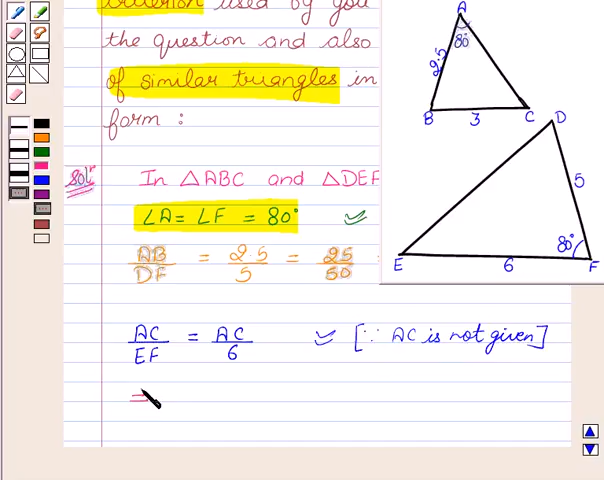 criterion used by you
the question and also
of similar triangles in
form :
Solⁿ In △ABC and △DEF
∠A = ∠F = 80° ✓
AB/DF = 2.5/5 = 25/50 =
AC/EF = AC/6 ✓ [∵ AC is not given]
=
A
80°
2.5
B 3 C
D
5
80°
E 6 F